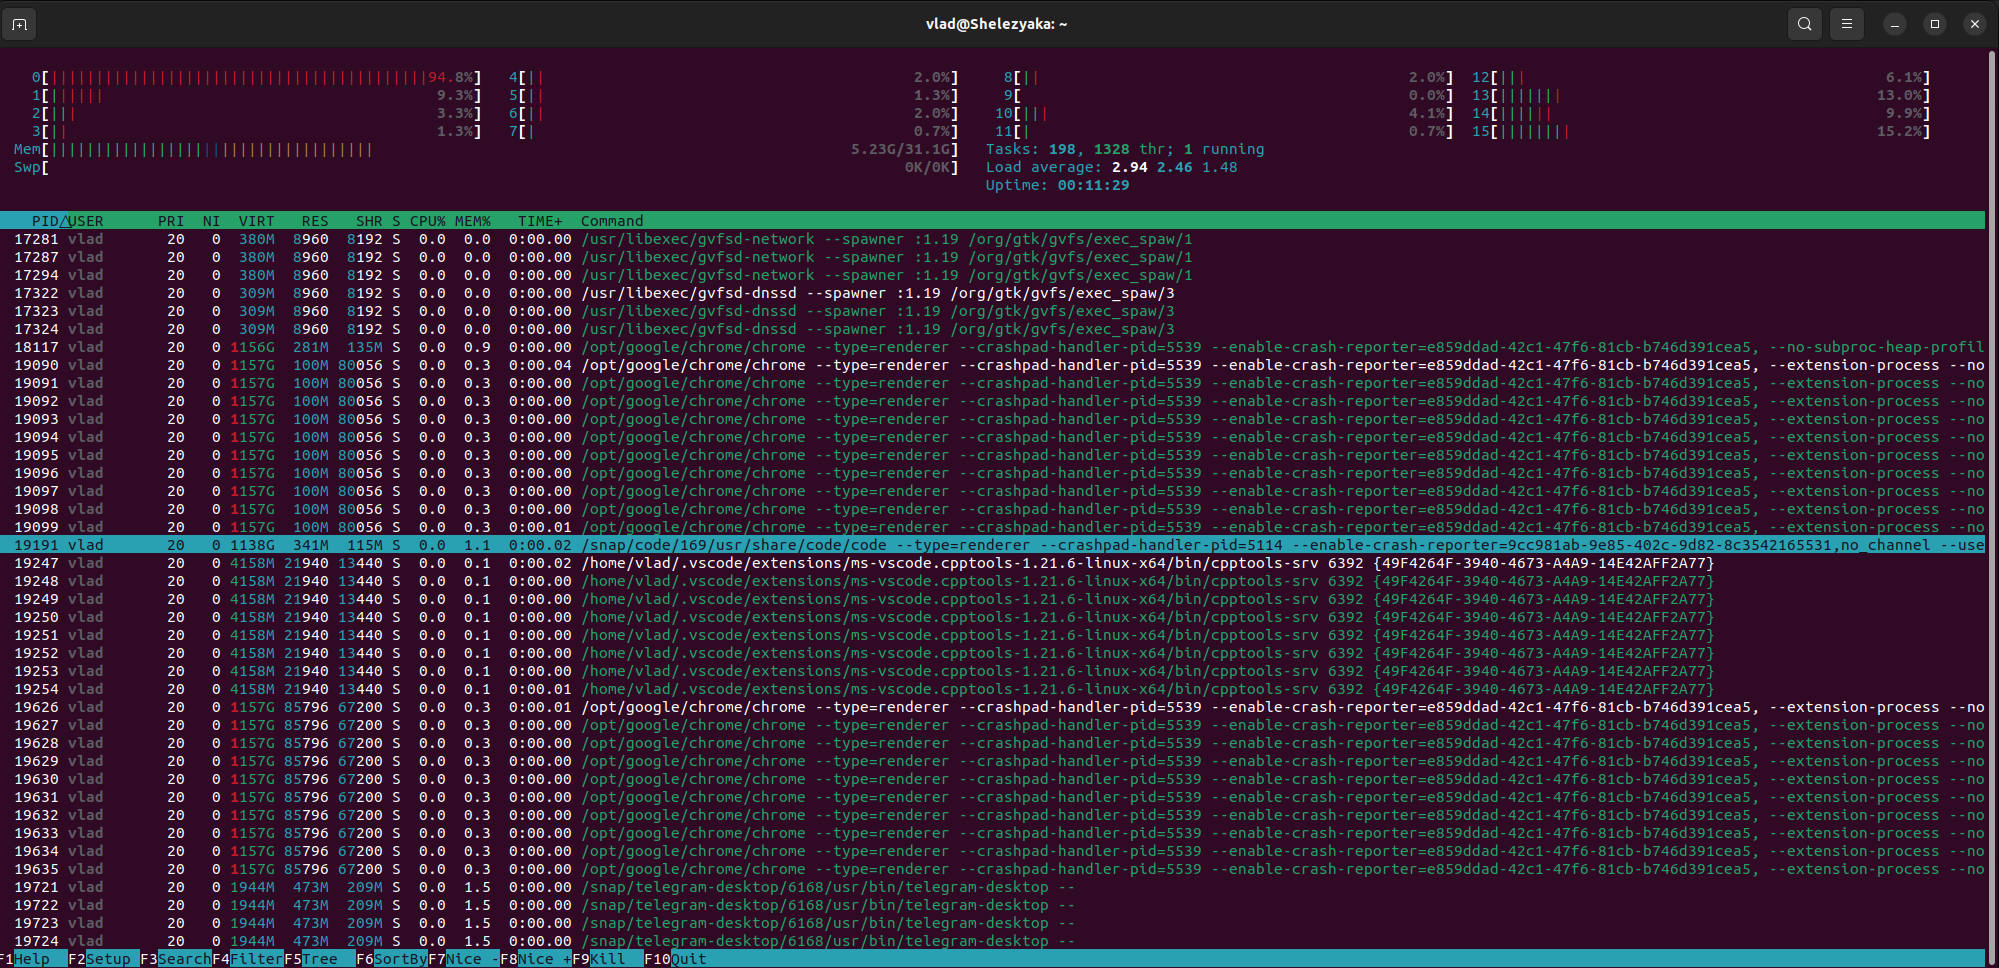 vlad@Shelezyaka: ~
0[ 94.8%] 4[ 2.0%] 8[ 2.0%] 12[ 6.1%]
1[ 9.3%] 5[ 1.3%] 9[ 0.0%] 13[ 13.0%]
2[ 3.3%] 6[ 2.0%] 10[ 4.1%] 14[ 9.9%]
3[ 1.3%] 7[ 0.7%] 11[ 0.7%] 15[ 15.2%]
Mem[ 5.23G/31.1G] Tasks: 198, 1328 thr; 1 running
Swp[ 0K/0K] Load average: 2.94 2.46 1.48
Uptime: 00:11:29
PID△USER PRI NI VIRT RES SHR S CPU% MEM% TIME+ Command
17281 vlad 20 0 380M 8960 8192 S 0.0 0.0 0:00.00 /usr/libexec/gvfsd-network --spawner :1.19 /org/gtk/gvfs/exec_spaw/1
17287 vlad 20 0 380M 8960 8192 S 0.0 0.0 0:00.00 /usr/libexec/gvfsd-network --spawner :1.19 /org/gtk/gvfs/exec_spaw/1
17294 vlad 20 0 380M 8960 8192 S 0.0 0.0 0:00.00 /usr/libexec/gvfsd-network --spawner :1.19 /org/gtk/gvfs/exec_spaw/1
17322 vlad 20 0 309M 8960 8192 S 0.0 0.0 0:00.00 /usr/libexec/gvfsd-dnssd --spawner :1.19 /org/gtk/gvfs/exec_spaw/3
17323 vlad 20 0 309M 8960 8192 S 0.0 0.0 0:00.00 /usr/libexec/gvfsd-dnssd --spawner :1.19 /org/gtk/gvfs/exec_spaw/3
17324 vlad 20 0 309M 8960 8192 S 0.0 0.0 0:00.00 /usr/libexec/gvfsd-dnssd --spawner :1.19 /org/gtk/gvfs/exec_spaw/3
18117 vlad 20 0 1156G 281M 135M S 0.0 0.9 0:00.00 /opt/google/chrome/chrome --type=renderer --crashpad-handler-pid=5539 --enable-crash-reporter=e859ddad-42c1-47f6-81cb-b746d391cea5, --no-subproc-heap-profil
19090 vlad 20 0 1157G 100M 80056 S 0.0 0.3 0:00.04 /opt/google/chrome/chrome --type=renderer --crashpad-handler-pid=5539 --enable-crash-reporter=e859ddad-42c1-47f6-81cb-b746d391cea5, --extension-process --no
19091 vlad 20 0 1157G 100M 80056 S 0.0 0.3 0:00.00 /opt/google/chrome/chrome --type=renderer --crashpad-handler-pid=5539 --enable-crash-reporter=e859ddad-42c1-47f6-81cb-b746d391cea5, --extension-process --no
19092 vlad 20 0 1157G 100M 80056 S 0.0 0.3 0:00.00 /opt/google/chrome/chrome --type=renderer --crashpad-handler-pid=5539 --enable-crash-reporter=e859ddad-42c1-47f6-81cb-b746d391cea5, --extension-process --no
19093 vlad 20 0 1157G 100M 80056 S 0.0 0.3 0:00.00 /opt/google/chrome/chrome --type=renderer --crashpad-handler-pid=5539 --enable-crash-reporter=e859ddad-42c1-47f6-81cb-b746d391cea5, --extension-process --no
19094 vlad 20 0 1157G 100M 80056 S 0.0 0.3 0:00.00 /opt/google/chrome/chrome --type=renderer --crashpad-handler-pid=5539 --enable-crash-reporter=e859ddad-42c1-47f6-81cb-b746d391cea5, --extension-process --no
19095 vlad 20 0 1157G 100M 80056 S 0.0 0.3 0:00.00 /opt/google/chrome/chrome --type=renderer --crashpad-handler-pid=5539 --enable-crash-reporter=e859ddad-42c1-47f6-81cb-b746d391cea5, --extension-process --no
19096 vlad 20 0 1157G 100M 80056 S 0.0 0.3 0:00.00 /opt/google/chrome/chrome --type=renderer --crashpad-handler-pid=5539 --enable-crash-reporter=e859ddad-42c1-47f6-81cb-b746d391cea5, --extension-process --no
19097 vlad 20 0 1157G 100M 80056 S 0.0 0.3 0:00.00 /opt/google/chrome/chrome --type=renderer --crashpad-handler-pid=5539 --enable-crash-reporter=e859ddad-42c1-47f6-81cb-b746d391cea5, --extension-process --no
19098 vlad 20 0 1157G 100M 80056 S 0.0 0.3 0:00.00 /opt/google/chrome/chrome --type=renderer --crashpad-handler-pid=5539 --enable-crash-reporter=e859ddad-42c1-47f6-81cb-b746d391cea5, --extension-process --no
19099 vlad 20 0 1157G 100M 80056 S 0.0 0.3 0:00.01 /opt/google/chrome/chrome --type=renderer --crashpad-handler-pid=5539 --enable-crash-reporter=e859ddad-42c1-47f6-81cb-b746d391cea5, --extension-process --no
19191 vlad 20 0 1138G 341M 115M S 0.0 1.1 0:00.02 /snap/code/169/usr/share/code/code --type=renderer --crashpad-handler-pid=5114 --enable-crash-reporter=9cc981ab-9e85-402c-9d82-8c3542165531,no_channel --use
19247 vlad 20 0 4158M 21940 13440 S 0.0 0.1 0:00.02 /home/vlad/.vscode/extensions/ms-vscode.cpptools-1.21.6-linux-x64/bin/cpptools-srv 6392 {49F4264F-3940-4673-A4A9-14E42AFF2A77}
19248 vlad 20 0 4158M 21940 13440 S 0.0 0.1 0:00.00 /home/vlad/.vscode/extensions/ms-vscode.cpptools-1.21.6-linux-x64/bin/cpptools-srv 6392 {49F4264F-3940-4673-A4A9-14E42AFF2A77}
19249 vlad 20 0 4158M 21940 13440 S 0.0 0.1 0:00.00 /home/vlad/.vscode/extensions/ms-vscode.cpptools-1.21.6-linux-x64/bin/cpptools-srv 6392 {49F4264F-3940-4673-A4A9-14E42AFF2A77}
19250 vlad 20 0 4158M 21940 13440 S 0.0 0.1 0:00.00 /home/vlad/.vscode/extensions/ms-vscode.cpptools-1.21.6-linux-x64/bin/cpptools-srv 6392 {49F4264F-3940-4673-A4A9-14E42AFF2A77}
19251 vlad 20 0 4158M 21940 13440 S 0.0 0.1 0:00.00 /home/vlad/.vscode/extensions/ms-vscode.cpptools-1.21.6-linux-x64/bin/cpptools-srv 6392 {49F4264F-3940-4673-A4A9-14E42AFF2A77}
19252 vlad 20 0 4158M 21940 13440 S 0.0 0.1 0:00.00 /home/vlad/.vscode/extensions/ms-vscode.cpptools-1.21.6-linux-x64/bin/cpptools-srv 6392 {49F4264F-3940-4673-A4A9-14E42AFF2A77}
19253 vlad 20 0 4158M 21940 13440 S 0.0 0.1 0:00.00 /home/vlad/.vscode/extensions/ms-vscode.cpptools-1.21.6-linux-x64/bin/cpptools-srv 6392 {49F4264F-3940-4673-A4A9-14E42AFF2A77}
19254 vlad 20 0 4158M 21940 13440 S 0.0 0.1 0:00.01 /home/vlad/.vscode/extensions/ms-vscode.cpptools-1.21.6-linux-x64/bin/cpptools-srv 6392 {49F4264F-3940-4673-A4A9-14E42AFF2A77}
19626 vlad 20 0 1157G 85796 67200 S 0.0 0.3 0:00.01 /opt/google/chrome/chrome --type=renderer --crashpad-handler-pid=5539 --enable-crash-reporter=e859ddad-42c1-47f6-81cb-b746d391cea5, --extension-process --no
19627 vlad 20 0 1157G 85796 67200 S 0.0 0.3 0:00.00 /opt/google/chrome/chrome --type=renderer --crashpad-handler-pid=5539 --enable-crash-reporter=e859ddad-42c1-47f6-81cb-b746d391cea5, --extension-process --no
19628 vlad 20 0 1157G 85796 67200 S 0.0 0.3 0:00.00 /opt/google/chrome/chrome --type=renderer --crashpad-handler-pid=5539 --enable-crash-reporter=e859ddad-42c1-47f6-81cb-b746d391cea5, --extension-process --no
19629 vlad 20 0 1157G 85796 67200 S 0.0 0.3 0:00.00 /opt/google/chrome/chrome --type=renderer --crashpad-handler-pid=5539 --enable-crash-reporter=e859ddad-42c1-47f6-81cb-b746d391cea5, --extension-process --no
19630 vlad 20 0 1157G 85796 67200 S 0.0 0.3 0:00.00 /opt/google/chrome/chrome --type=renderer --crashpad-handler-pid=5539 --enable-crash-reporter=e859ddad-42c1-47f6-81cb-b746d391cea5, --extension-process --no
19631 vlad 20 0 1157G 85796 67200 S 0.0 0.3 0:00.00 /opt/google/chrome/chrome --type=renderer --crashpad-handler-pid=5539 --enable-crash-reporter=e859ddad-42c1-47f6-81cb-b746d391cea5, --extension-process --no
19632 vlad 20 0 1157G 85796 67200 S 0.0 0.3 0:00.00 /opt/google/chrome/chrome --type=renderer --crashpad-handler-pid=5539 --enable-crash-reporter=e859ddad-42c1-47f6-81cb-b746d391cea5, --extension-process --no
19633 vlad 20 0 1157G 85796 67200 S 0.0 0.3 0:00.00 /opt/google/chrome/chrome --type=renderer --crashpad-handler-pid=5539 --enable-crash-reporter=e859ddad-42c1-47f6-81cb-b746d391cea5, --extension-process --no
19634 vlad 20 0 1157G 85796 67200 S 0.0 0.3 0:00.00 /opt/google/chrome/chrome --type=renderer --crashpad-handler-pid=5539 --enable-crash-reporter=e859ddad-42c1-47f6-81cb-b746d391cea5, --extension-process --no
19635 vlad 20 0 1157G 85796 67200 S 0.0 0.3 0:00.00 /opt/google/chrome/chrome --type=renderer --crashpad-handler-pid=5539 --enable-crash-reporter=e859ddad-42c1-47f6-81cb-b746d391cea5, --extension-process --no
19721 vlad 20 0 1944M 473M 209M S 0.0 1.5 0:00.00 /snap/telegram-desktop/6168/usr/bin/telegram-desktop --
19722 vlad 20 0 1944M 473M 209M S 0.0 1.5 0:00.00 /snap/telegram-desktop/6168/usr/bin/telegram-desktop --
19723 vlad 20 0 1944M 473M 209M S 0.0 1.5 0:00.00 /snap/telegram-desktop/6168/usr/bin/telegram-desktop --
19724 vlad 20 0 1944M 473M 209M S 0.0 1.5 0:00.00 /snap/telegram-desktop/6168/usr/bin/telegram-desktop --
F1Help F2Setup F3SearchF4FilterF5Tree F6SortByF7Nice -F8Nice +F9Kill F10Quit